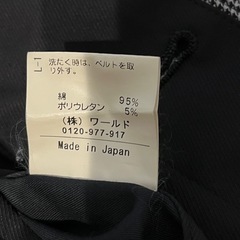 L-1
洗たく時は、ベルトを取
り外す。
綿 95%
ポリウレタン 5%
(株) ワールド
0120-977-917
Made in Japan